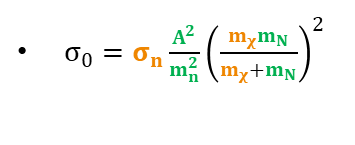 • σ₀ = σₙ A²/mₙ² (m_χ m_N / (m_χ + m_N))²